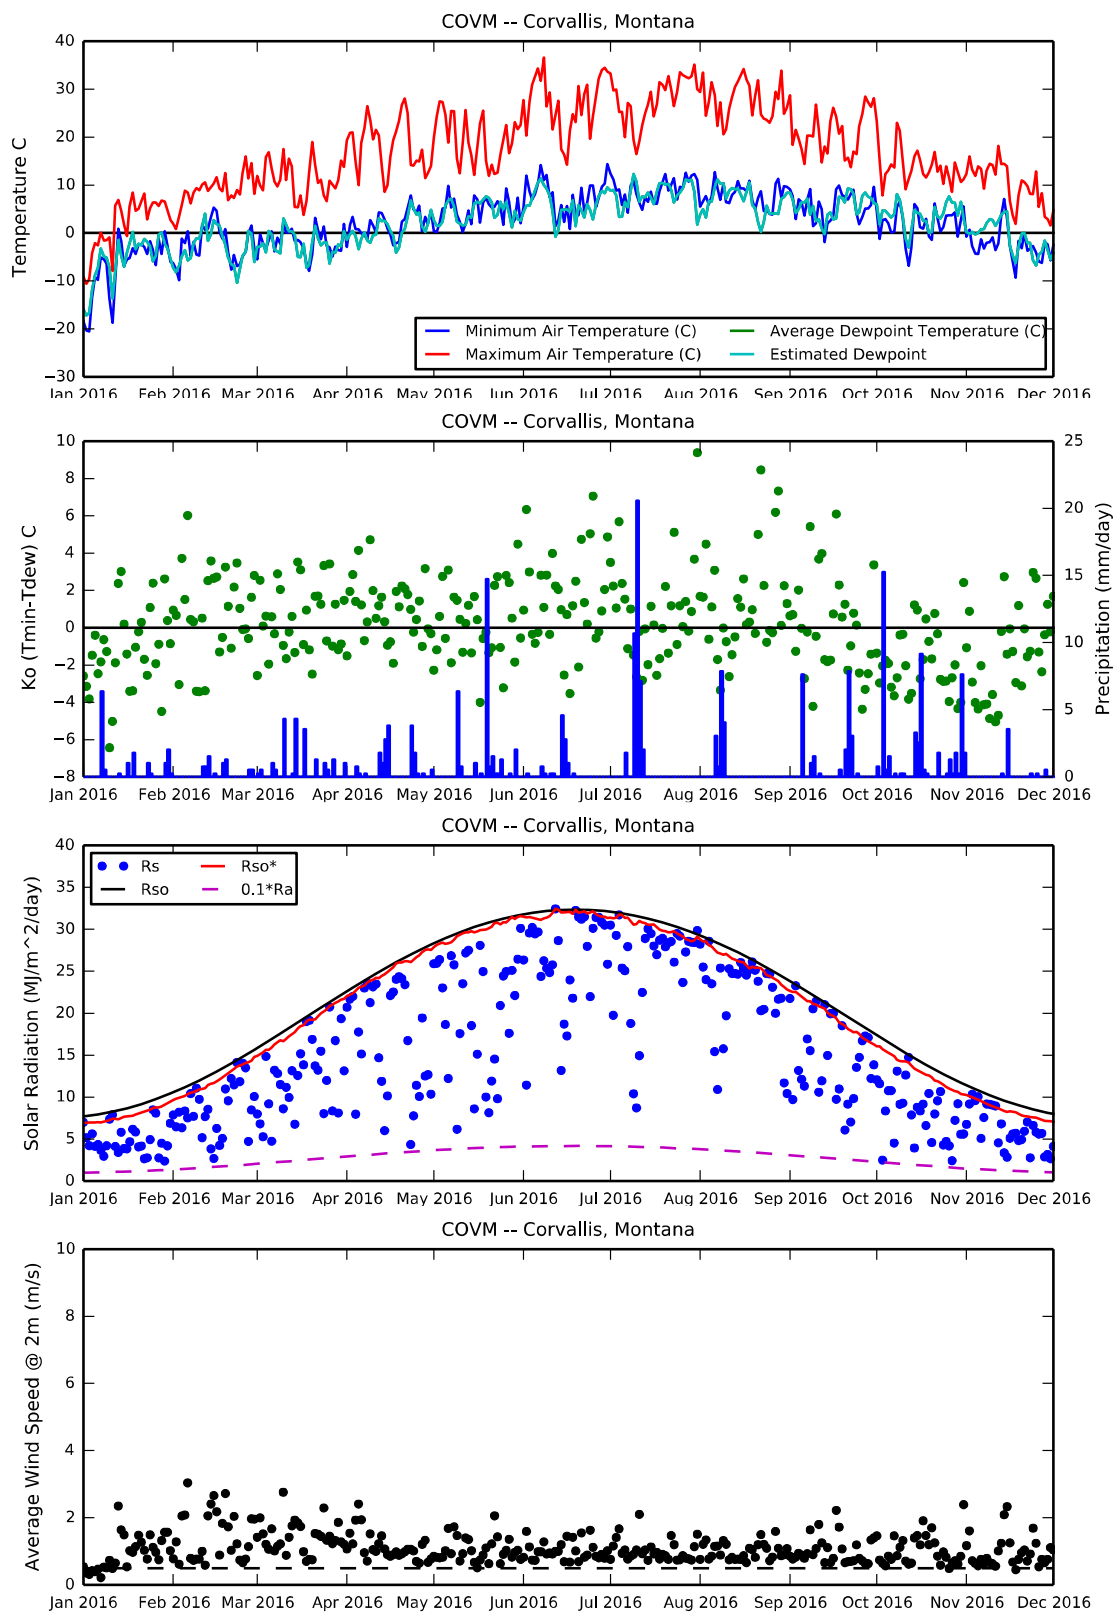 COVM -- Corvallis, Montana
40
30
20
10
0
−10
−20
−30
Temperature C
Minimum Air Temperature (C)
Maximum Air Temperature (C)
Average Dewpoint Temperature (C)
Estimated Dewpoint
Jan 2016 Feb 2016 Mar 2016 Apr 2016 May 2016 Jun 2016 Jul 2016 Aug 2016 Sep 2016 Oct 2016 Nov 2016 Dec 2016
COVM -- Corvallis, Montana
10
8
6
4
2
0
−2
−4
−6
−8
Ko (Tmin-Tdew) C
25
20
15
10
5
0
Precipitation (mm/day)
Jan 2016 Feb 2016 Mar 2016 Apr 2016 May 2016 Jun 2016 Jul 2016 Aug 2016 Sep 2016 Oct 2016 Nov 2016 Dec 2016
COVM -- Corvallis, Montana
40
35
30
25
20
15
10
5
0
Solar Radiation (MJ/m^2/day)
Rs
Rso
Rso*
0.1*Ra
Jan 2016 Feb 2016 Mar 2016 Apr 2016 May 2016 Jun 2016 Jul 2016 Aug 2016 Sep 2016 Oct 2016 Nov 2016 Dec 2016
COVM -- Corvallis, Montana
10
8
6
4
2
0
Average Wind Speed @ 2m (m/s)
Jan 2016 Feb 2016 Mar 2016 Apr 2016 May 2016 Jun 2016 Jul 2016 Aug 2016 Sep 2016 Oct 2016 Nov 2016 Dec 2016